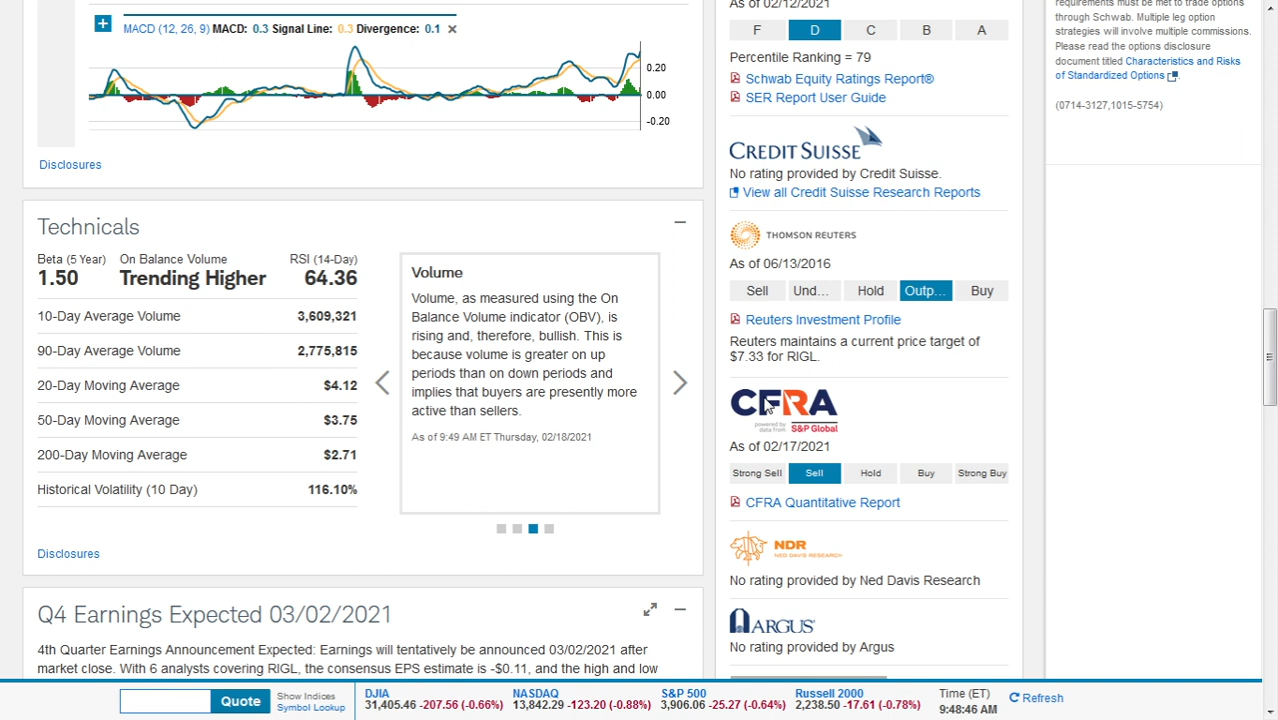 MACD (12, 26, 9) MACD: 0.3 Signal Line: 0.3 Divergence: 0.1
0.20
0.00
-0.20
Disclosures
Technicals
Beta (5 Year) On Balance Volume RSI (14-Day)
1.50 Trending Higher 64.36
10-Day Average Volume 3,609,321
90-Day Average Volume 2,775,815
20-Day Moving Average $4.12
50-Day Moving Average $3.75
200-Day Moving Average $2.71
Historical Volatility (10 Day) 116.10%
Disclosures
Volume
Volume, as measured using the On
Balance Volume indicator (OBV), is
rising and, therefore, bullish. This is
because volume is greater on up
periods than on down periods and
implies that buyers are presently more
active than sellers.
As of 9:49 AM ET Thursday, 02/18/2021
Q4 Earnings Expected 03/02/2021
4th Quarter Earnings Announcement Expected: Earnings will tentatively be announced 03/02/2021 after
market close. With 6 analysts covering RIGL, the consensus EPS estimate is -$0.11, and the high and low
As of 02/12/2021
F D C B A
Percentile Ranking = 79
Schwab Equity Ratings Report®
SER Report User Guide
CREDIT SUISSE
No rating provided by Credit Suisse.
View all Credit Suisse Research Reports
THOMSON REUTERS
As of 06/13/2016
Sell Und... Hold Outp... Buy
Reuters Investment Profile
Reuters maintains a current price target of
$7.33 for RIGL.
CFRA
powered by
data from S&P Global
As of 02/17/2021
Strong Sell Sell Hold Buy Strong Buy
CFRA Quantitative Report
NDR
NED DAVIS RESEARCH
No rating provided by Ned Davis Research
ARGUS
No rating provided by Argus
requirements must be met to trade options
through Schwab. Multiple leg option
strategies will involve multiple commissions.
Please read the options disclosure
document titled Characteristics and Risks
of Standardized Options.
(0714-3127,1015-5754)
Quote
Show Indices
Symbol Lookup
DJIA
31,405.46 -207.56 (-0.66%)
NASDAQ
13,842.29 -123.20 (-0.88%)
S&P 500
3,906.06 -25.27 (-0.64%)
Russell 2000
2,238.50 -17.61 (-0.78%)
Time (ET)
9:48:46 AM
Refresh